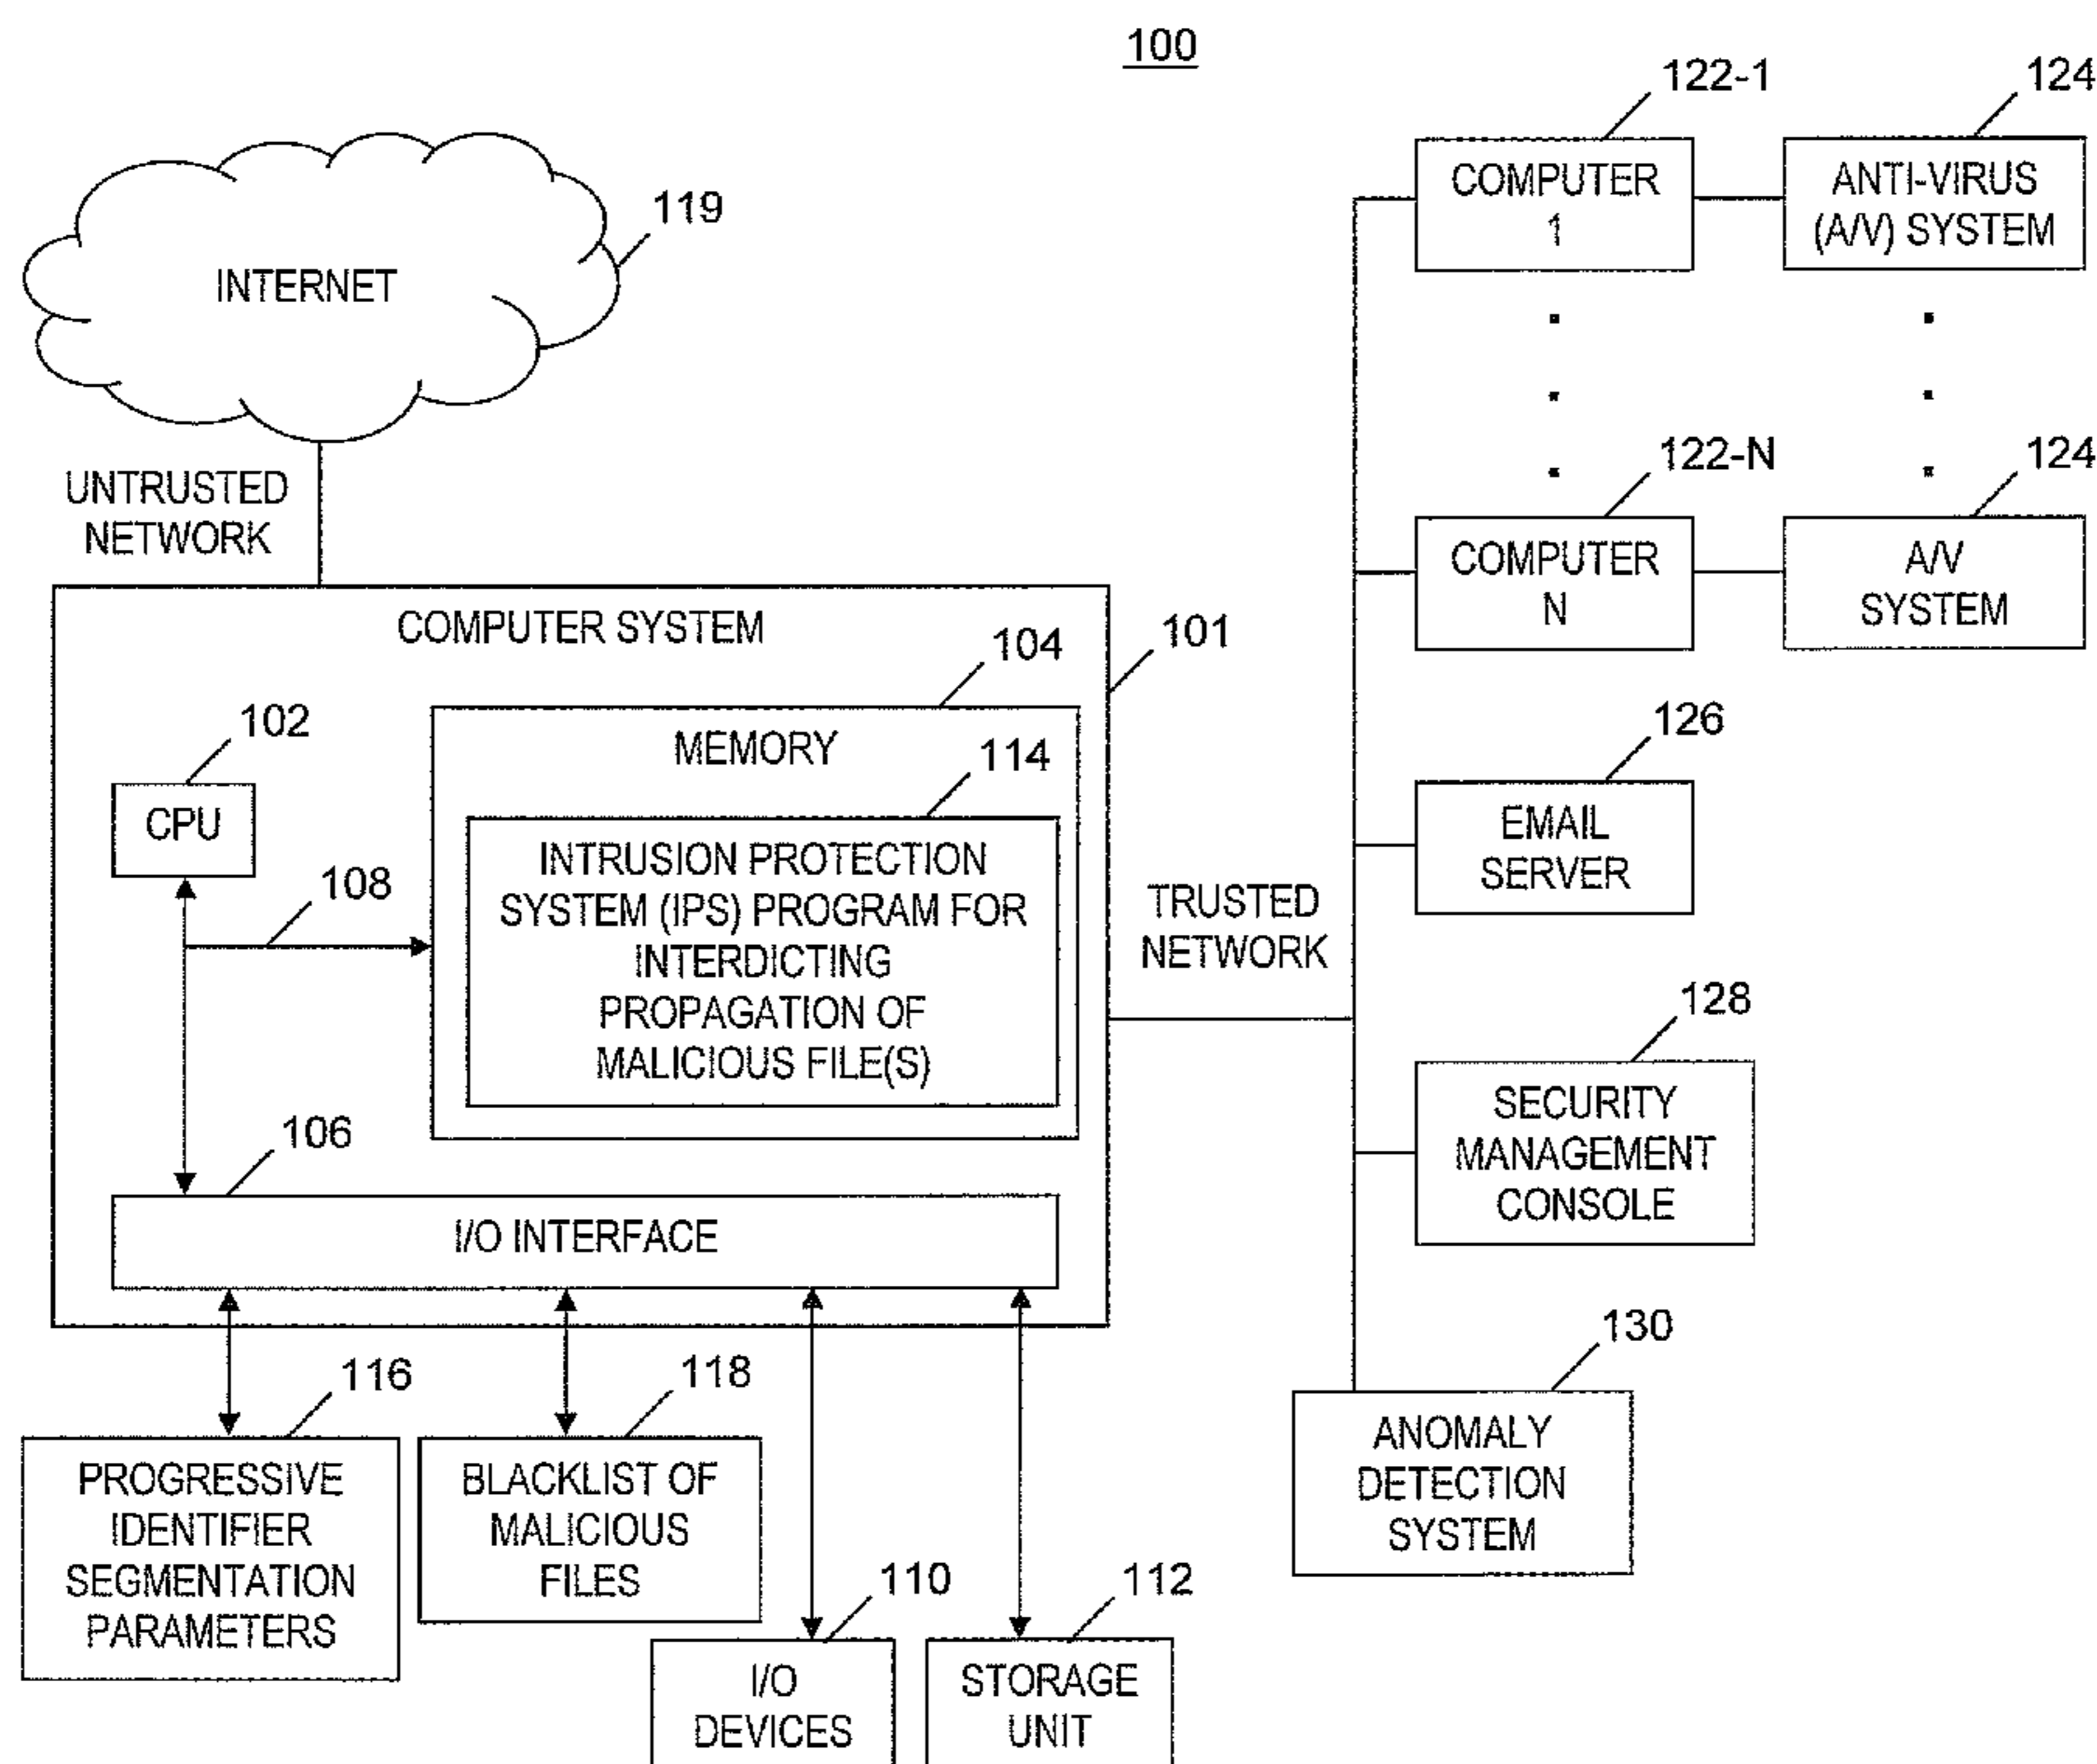 100
122-1
124
COMPUTER
1
ANTI-VIRUS
(A/V) SYSTEM
119
INTERNET
122-N
124
COMPUTER
N
A/V
SYSTEM
UNTRUSTED
NETWORK
COMPUTER SYSTEM
101
104
MEMORY
102
CPU
114
INTRUSION PROTECTION
SYSTEM (IPS) PROGRAM FOR
INTERDICTING
PROPAGATION OF
MALICIOUS FILE(S)
108
106
I/O INTERFACE
TRUSTED
NETWORK
126
EMAIL
SERVER
128
SECURITY
MANAGEMENT
CONSOLE
130
ANOMALY
DETECTION
SYSTEM
116
PROGRESSIVE
IDENTIFIER
SEGMENTATION
PARAMETERS
118
BLACKLIST OF
MALICIOUS
FILES
110
I/O
DEVICES
112
STORAGE
UNIT